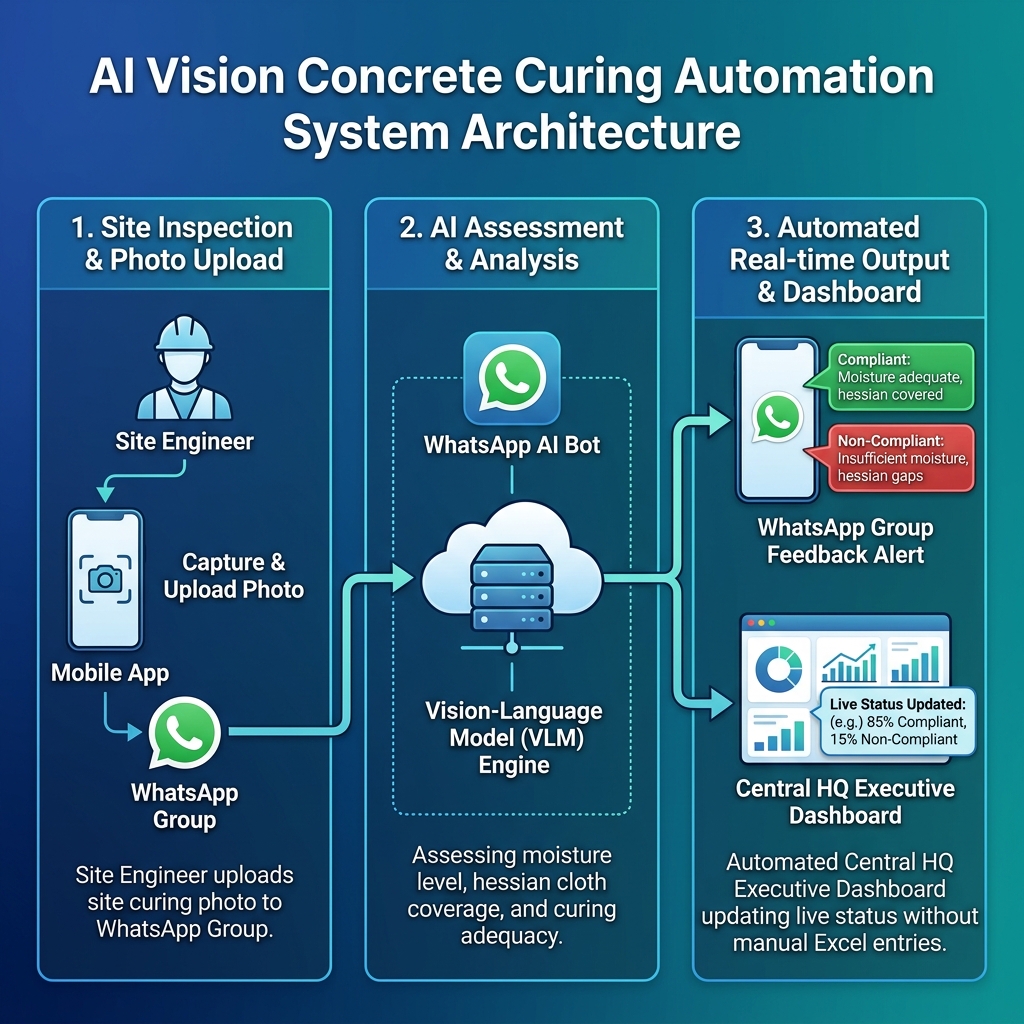 AI Vision Concrete Curing Automation
System Architecture
1. Site Inspection
& Photo Upload
Site Engineer
Capture &
Upload Photo
Mobile App
WhatsApp
Group
Site Engineer uploads
site curing photo to
WhatsApp Group.
2. AI Assessment
& Analysis
WhatsApp AI Bot
Vision-Language
Model (VLM)
Engine
Assessing moisture
level, hessian cloth
coverage, and curing
adequacy.
3. Automated
Real-time Output
& Dashboard
Compliant:
Moisture adequate,
hessian covered
Non-Compliant:
Insufficient moisture,
hessian gaps
WhatsApp Group
Feedback Alert
Live Status Updated:
(e.g.) 85% Compliant,
15% Non-Compliant
Central HQ Executive
Dashboard
Automated Central HQ
Executive Dashboard
updating live status without
manual Excel entries.